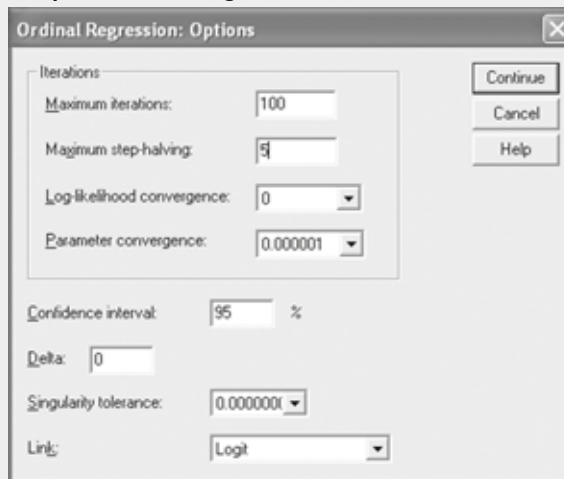 Ordinal Regression: Options
Iterations
Maximum iterations: 100
Maximum step-halving: 5
Log-likelihood convergence: 0
Parameter convergence: 0.000001
Continue
Cancel
Help
Confidence interval: 95 %
Delta: 0
Singularity tolerance:
Link: Logit